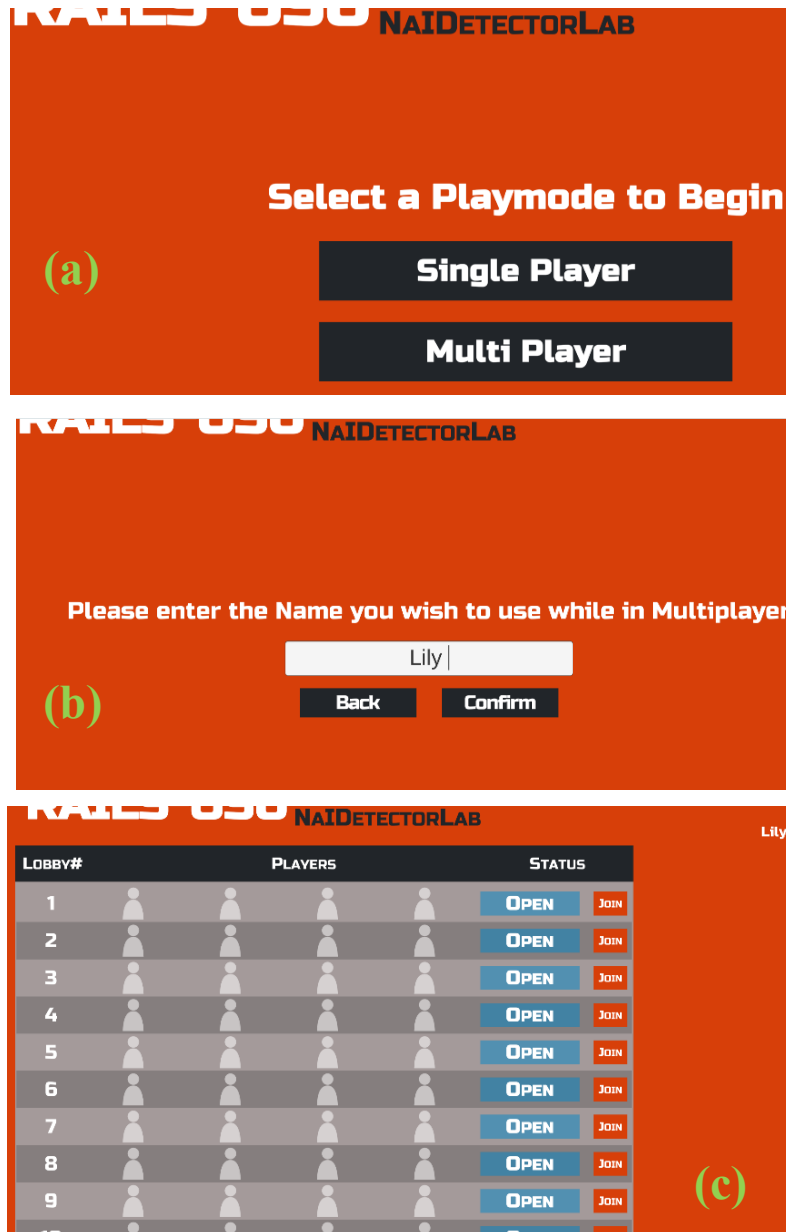 NaIDetectorLab
Select a Playmode to Begin
(a)
Single Player
Multi Player
NaIDetectorLab
Please enter the Name you wish to use while in Multiplayer
Lily
(b)
Back Confirm
NaIDetectorLab
Lily
Lobby# Players Status
1 Open Join
2 Open Join
3 Open Join
4 Open Join
5 Open Join
6 Open Join
7 Open Join
8 Open Join
(c)
9 Open Join